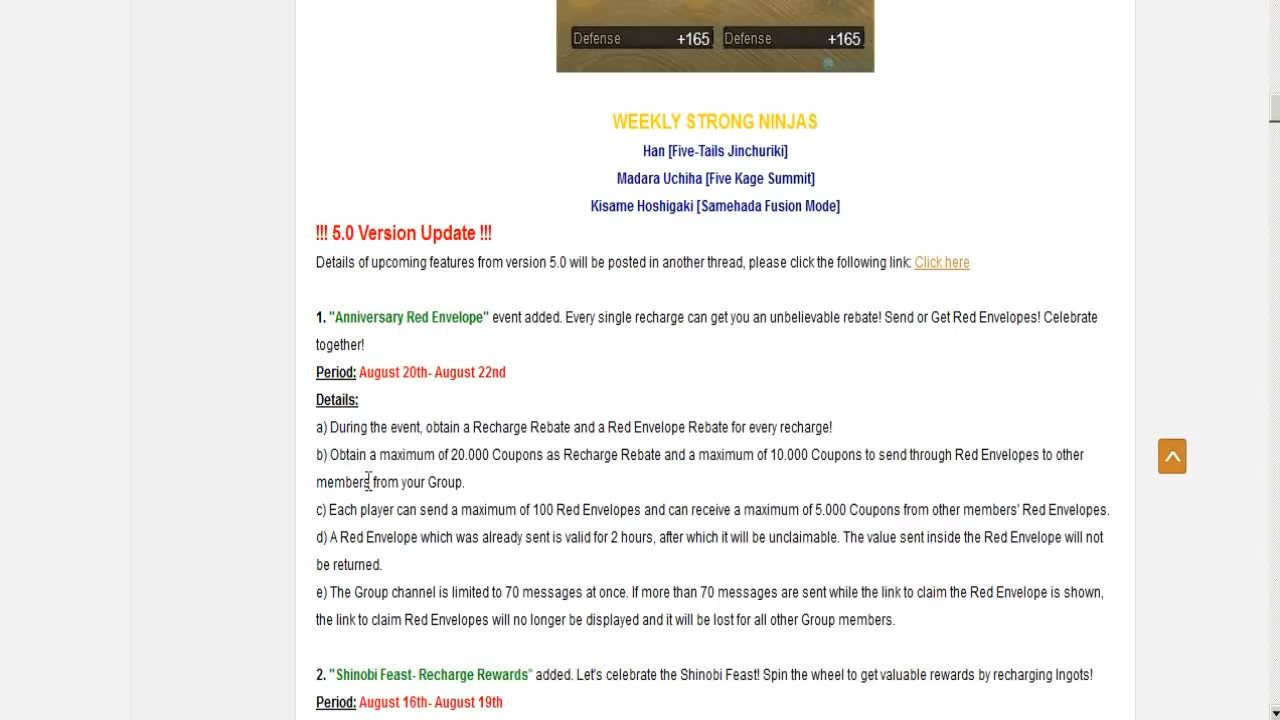 Defense +165 Defense +165
WEEKLY STRONG NINJAS
Han [Five-Tails Jinchuriki]
Madara Uchiha [Five Kage Summit]
Kisame Hoshigaki [Samehada Fusion Mode]
!!! 5.0 Version Update !!!
Details of upcoming features from version 5.0 will be posted in another thread, please click the following link: Click here
1. "Anniversary Red Envelope" event added. Every single recharge can get you an unbelievable rebate! Send or Get Red Envelopes! Celebrate
together!
Period: August 20th- August 22nd
Details:
a) During the event, obtain a Recharge Rebate and a Red Envelope Rebate for every recharge!
b) Obtain a maximum of 20.000 Coupons as Recharge Rebate and a maximum of 10.000 Coupons to send through Red Envelopes to other
members from your Group.
c) Each player can send a maximum of 100 Red Envelopes and can receive a maximum of 5.000 Coupons from other members' Red Envelopes.
d) A Red Envelope which was already sent is valid for 2 hours, after which it will be unclaimable. The value sent inside the Red Envelope will not
be returned.
e) The Group channel is limited to 70 messages at once. If more than 70 messages are sent while the link to claim the Red Envelope is shown,
the link to claim Red Envelopes will no longer be displayed and it will be lost for all other Group members.
2. "Shinobi Feast- Recharge Rewards" added. Let's celebrate the Shinobi Feast! Spin the wheel to get valuable rewards by recharging Ingots!
Period: August 16th- August 19th